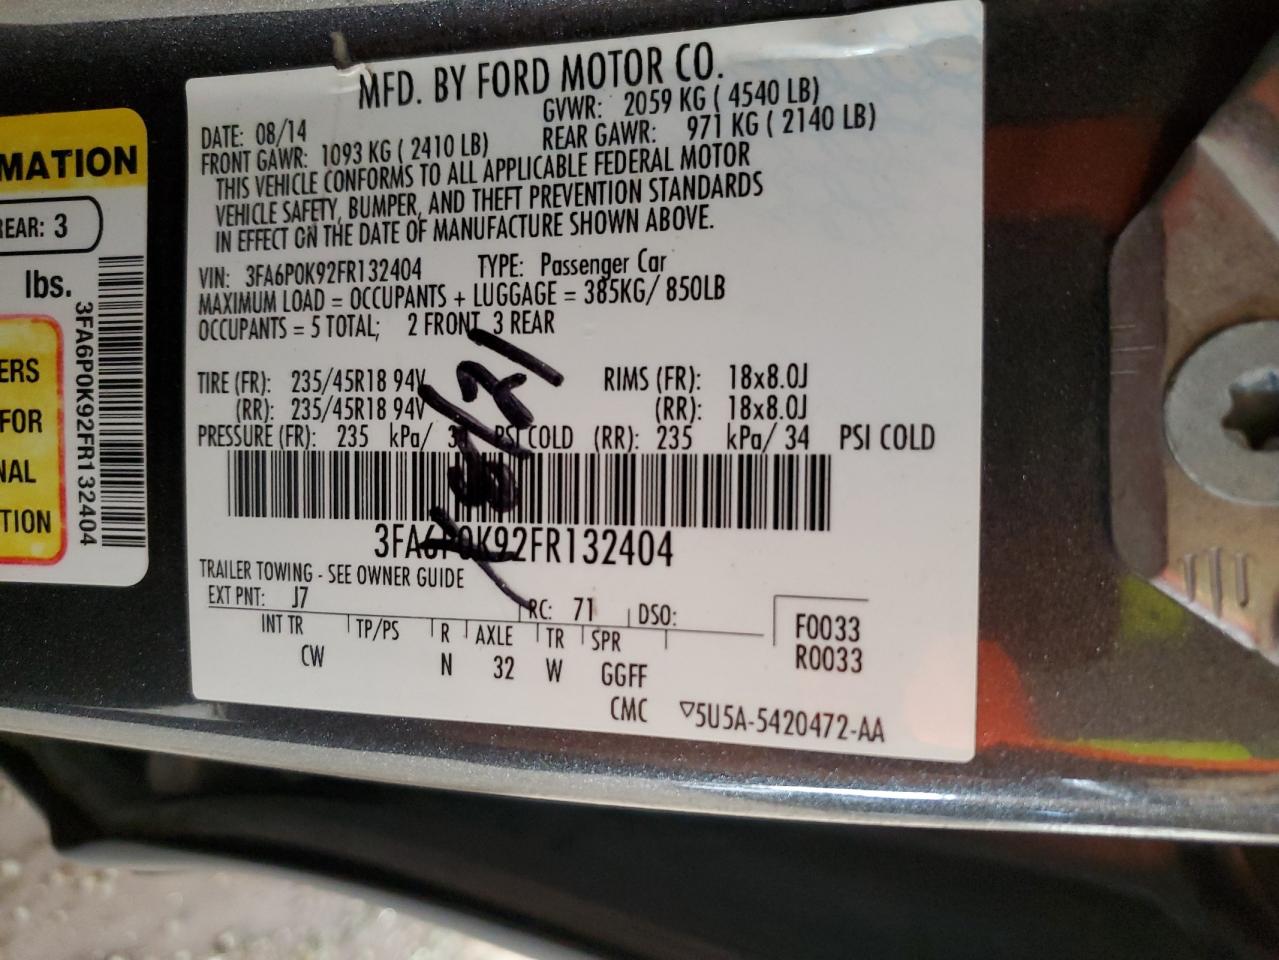 MATION
REAR: 3
lbs.
ERS
FOR
NAL
TION
3FA6P0K92FR132404
MFD. BY FORD MOTOR CO.
DATE: 08/14 GVWR: 2059 KG ( 4540 LB)
FRONT GAWR: 1093 KG ( 2410 LB) REAR GAWR: 971 KG ( 2140 LB)
THIS VEHICLE CONFORMS TO ALL APPLICABLE FEDERAL MOTOR
VEHICLE SAFETY, BUMPER, AND THEFT PREVENTION STANDARDS
IN EFFECT ON THE DATE OF MANUFACTURE SHOWN ABOVE.
VIN: 3FA6P0K92FR132404 TYPE: Passenger Car
MAXIMUM LOAD = OCCUPANTS + LUGGAGE = 385KG/ 850LB
OCCUPANTS = 5 TOTAL; 2 FRONT, 3 REAR
TIRE (FR): 235/45R18 94V RIMS (FR): 18x8.0J
(RR): 235/45R18 94V (RR): 18x8.0J
PRESSURE (FR): 235 kPa/ PSI COLD (RR): 235 kPa/ 34 PSI COLD
3FA6P0K92FR132404
TRAILER TOWING - SEE OWNER GUIDE
EXT PNT: J7 RC: 71 DSO:
INT TR TP/PS R AXLE TR SPR F0033
CW N 32 W GGFF R0033
CMC ▽5U5A-5420472-AA